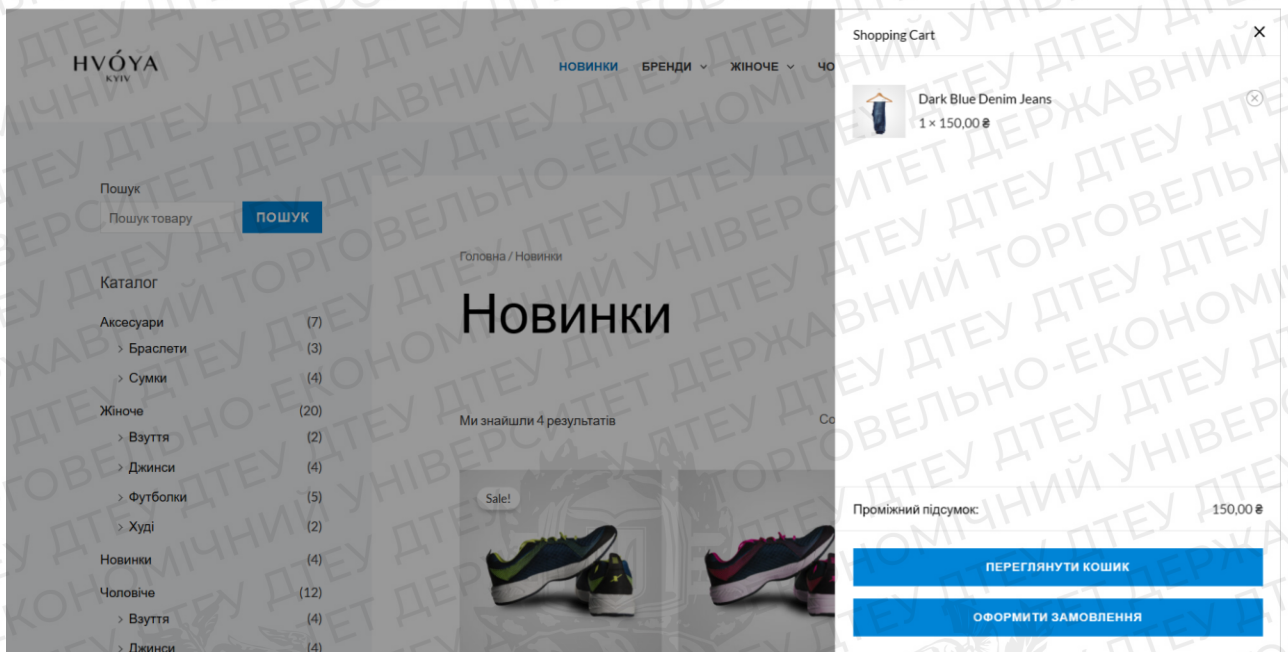 HVÓYA
KYIV
НОВИНКИ БРЕНДИ ЖІНОЧЕ ЧО
Пошук
Пошук товару ПОШУК
Каталог
Аксесуари (7)
Браслети (3)
Сумки (4)
Жіноче (20)
Взуття (2)
Джинси (4)
Футболки (5)
Худі (2)
Новинки (4)
Чоловіче (12)
Взуття (4)
Джинси (4)
Головна / Новинки
Новинки
Ми знайшли 4 результатів Со
Sale!
Shopping Cart ×
Dark Blue Denim Jeans
1 × 150,00 ₴
Проміжний підсумок: 150,00 ₴
ПЕРЕГЛЯНУТИ КОШИК
ОФОРМИТИ ЗАМОВЛЕННЯ
ДЕРЖАВНИЙ ТОРГОВЕЛЬНО-ЕКОНОМІЧНИЙ УНІВЕРСИТЕТ ДТЕУ